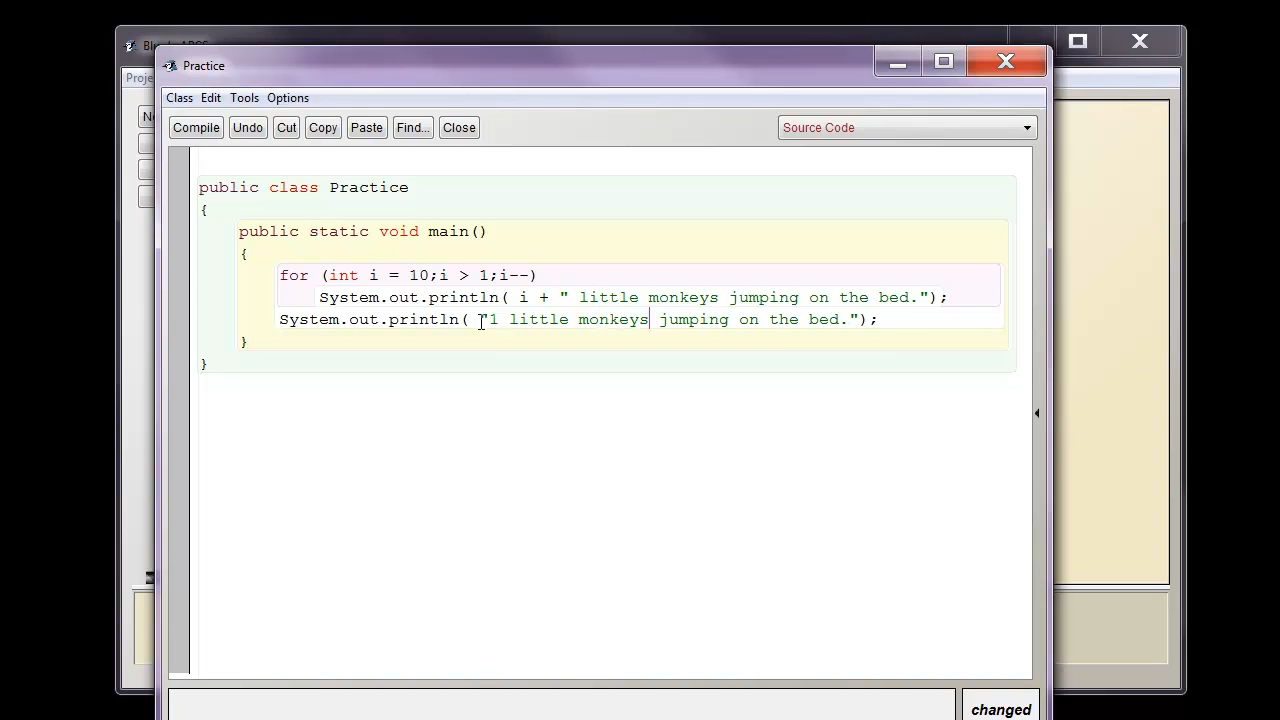 Practice
Proje
Class Edit Tools Options
Compile Undo Cut Copy Paste Find... Close Source Code
public class Practice
{
public static void main()
{
for (int i = 10;i > 1;i--)
System.out.println( i + " little monkeys jumping on the bed.");
System.out.println( "1 little monkeys jumping on the bed.");
}
}
changed